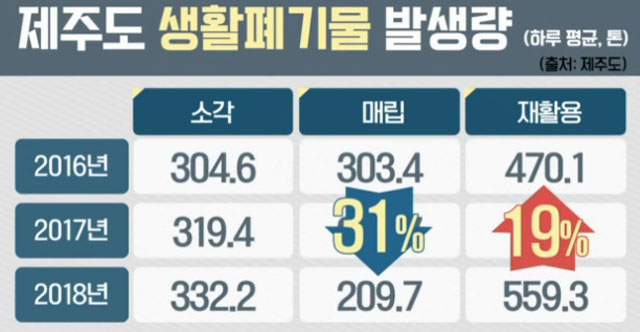 제주도 생활폐기물 발생량 (하루 평균, 톤)
(출처: 제주도)
소각 매립 재활용
2016년 304.6 303.4 470.1
2017년 319.4 31% 19%
2018년 332.2 209.7 559.3